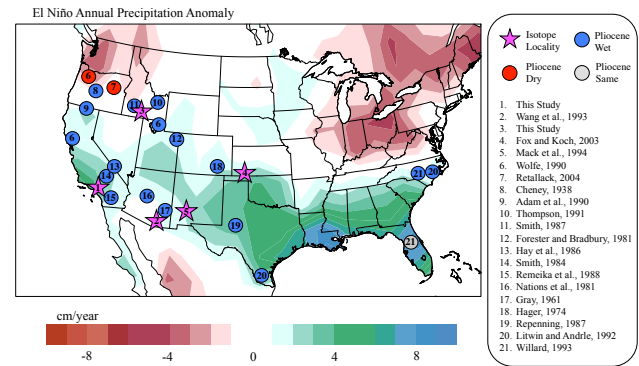 El Niño Annual Precipitation Anomaly
Isotope Locality
Pliocene Wet
Pliocene Dry
Pliocene Same
1. This Study
2. Wang et al., 1993
3. This Study
4. Fox and Koch, 2003
5. Mack et al., 1994
6. Wolfe, 1990
7. Retallack, 2004
8. Cheney, 1938
9. Adam et al., 1990
10. Thompson, 1991
11. Smith, 1987
12. Forester and Bradbury, 1981
13. Hay et al., 1986
14. Smith, 1984
15. Remeika et al., 1988
16. Nations et al., 1981
17. Gray, 1961
18. Hager, 1974
19. Repenning, 1987
20. Litwin and Andrle, 1992
21. Willard, 1993
6
7
8
9
11
10
6
6
12
13
14
15
16
17
18
19
20
21
20
21
cm/year
-8 -4 0 4 8